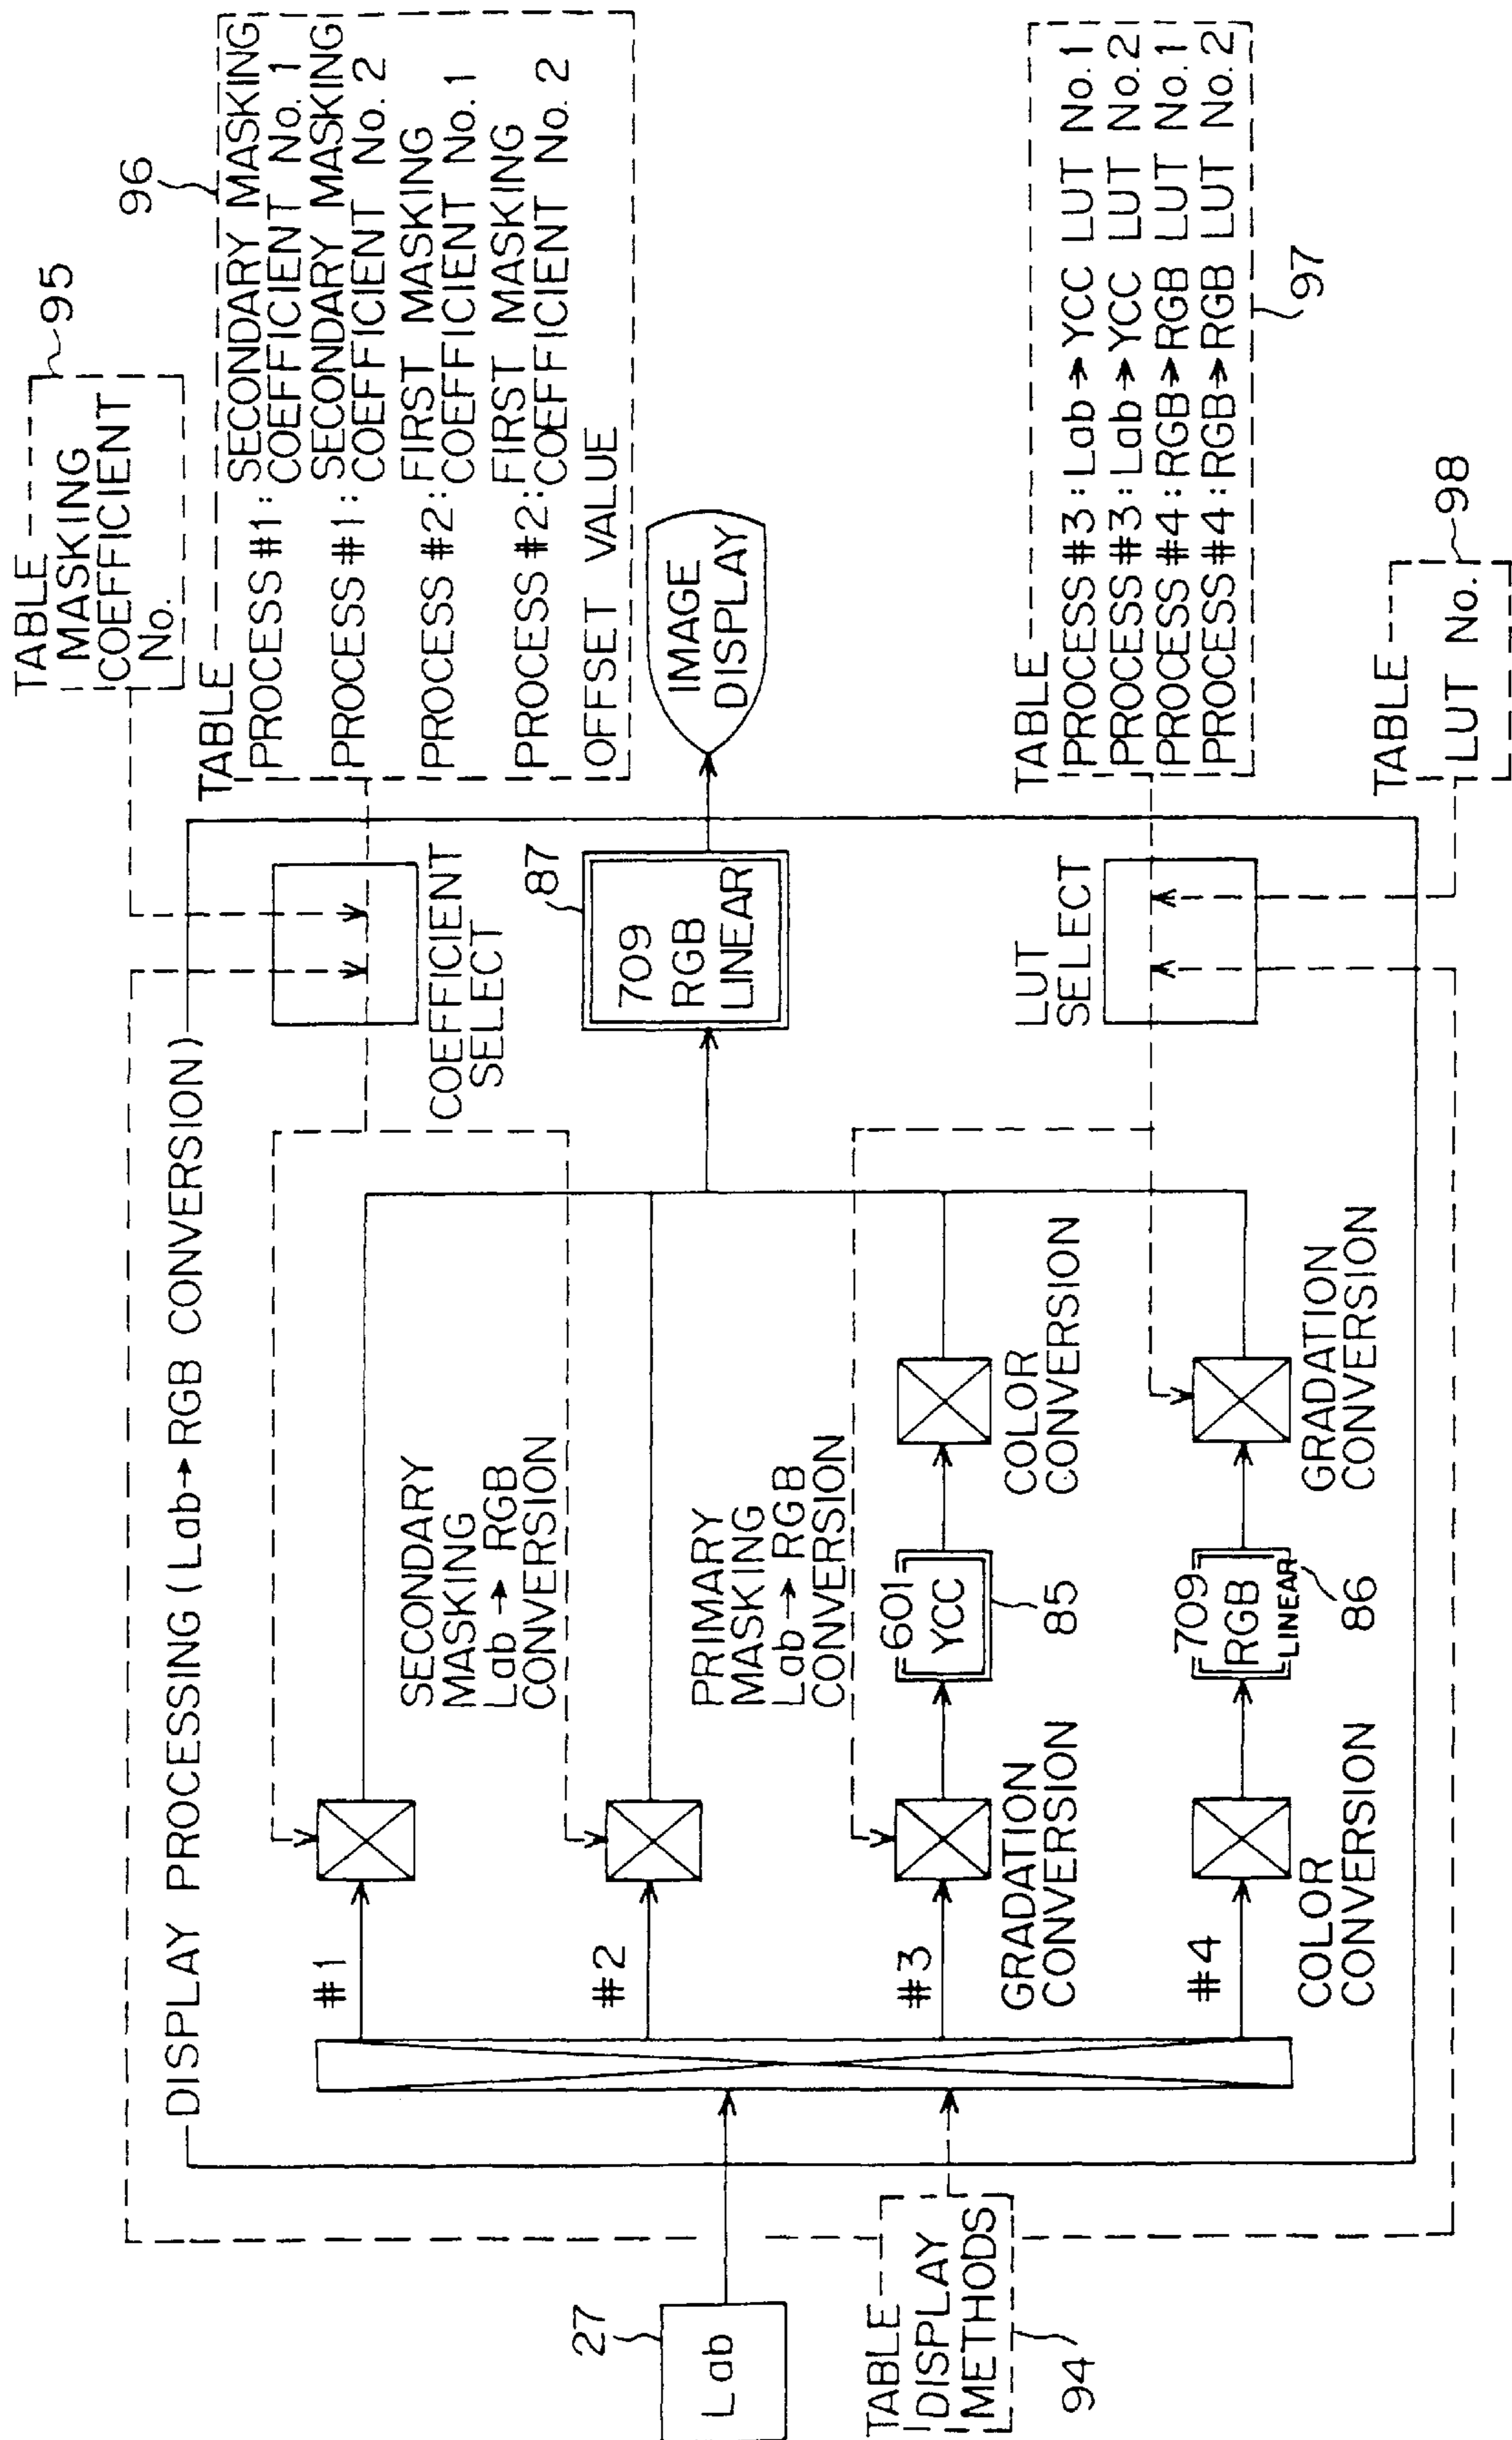 TABLE
MASKING
COEFFICIENT
No.
95
96
TABLE
PROCESS #1: SECONDARY MASKING
COEFFICIENT No. 1
PROCESS #1: SECONDARY MASKING
COEFFICIENT No. 2
PROCESS #2: FIRST MASKING
COEFFICIENT No.1
PROCESS #2: FIRST MASKING
COEFFICIENT No. 2
OFFSET VALUE
DISPLAY PROCESSING (Lab→RGB CONVERSION)
COEFFICIENT
SELECT
#1
SECONDARY
MASKING
Lab→RGB
CONVERSION
#2
PRIMARY
MASKING
Lab→RGB
CONVERSION
87
709
RGB
LINEAR
IMAGE
DISPLAY
27
Lab
TABLE
DISPLAY
METHODS
94
#3
GRADATION
CONVERSION
601
YCC
85
COLOR
CONVERSION
#4
COLOR
CONVERSION
709
RGB
LINEAR
86
GRADATION
CONVERSION
LUT
SELECT
TABLE
PROCESS #3: Lab→YCC LUT No.1
PROCESS #3: Lab→YCC LUT No.2
PROCESS #4: RGB→RGB LUT No.1
PROCESS #4: RGB→RGB LUT No.2
97
TABLE
LUT No.
98